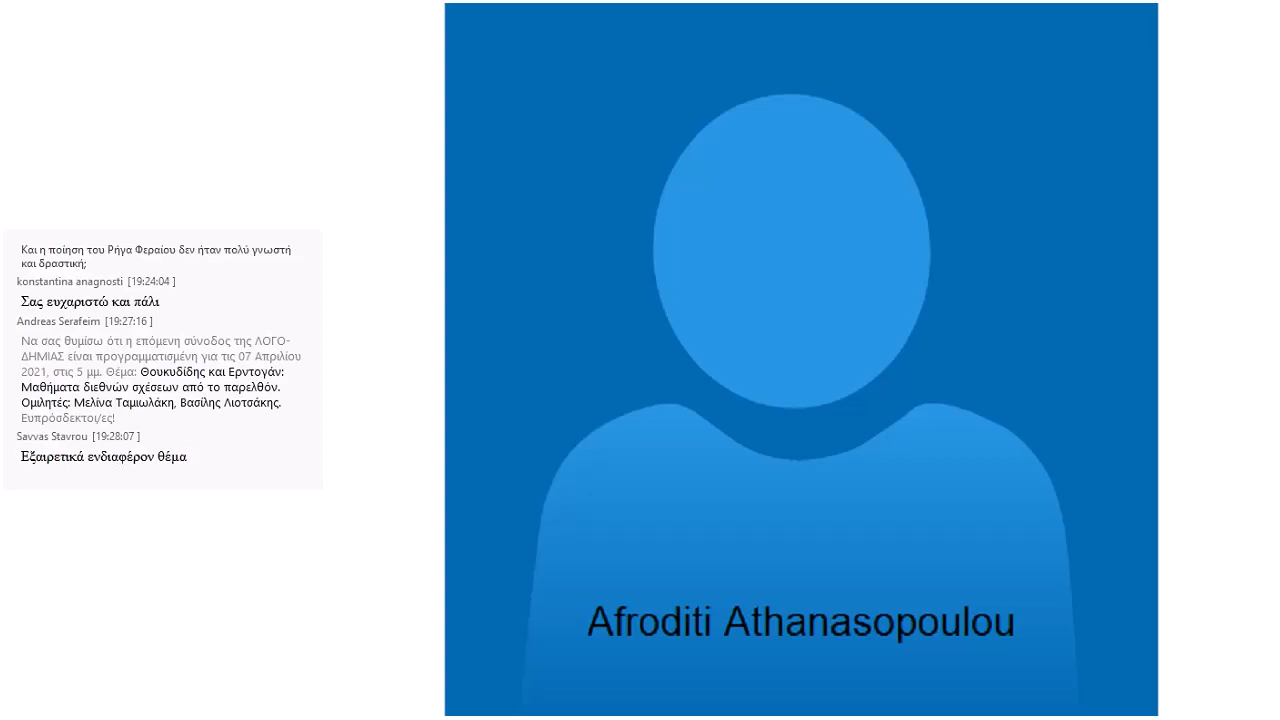 Και η ποίηση του Ρήγα Φεραίου δεν ήταν πολύ γνωστή
και δραστική;
konstantina anagnosti [19:24:04 ]
Σας ευχαριστώ και πάλι
Andreas Serafeim [19:27:16 ]
Να σας θυμίσω ότι η επόμενη σύνοδος της ΛΟΓΟ-
ΔΗΜΙΑΣ είναι προγραμματισμένη για τις 07 Απριλίου
2021, στις 5 μμ. Θέμα: Θουκυδίδης και Ερντογάν:
Μαθήματα διεθνών σχέσεων από το παρελθόν.
Ομιλητές: Μελίνα Ταμιωλάκη, Βασίλης Λιοτσάκης.
Ευπρόσδεκτοι/ες!
Savvas Stavrou [19:28:07 ]
Εξαιρετικά ενδιαφέρον θέμα
Afroditi Athanasopoulou